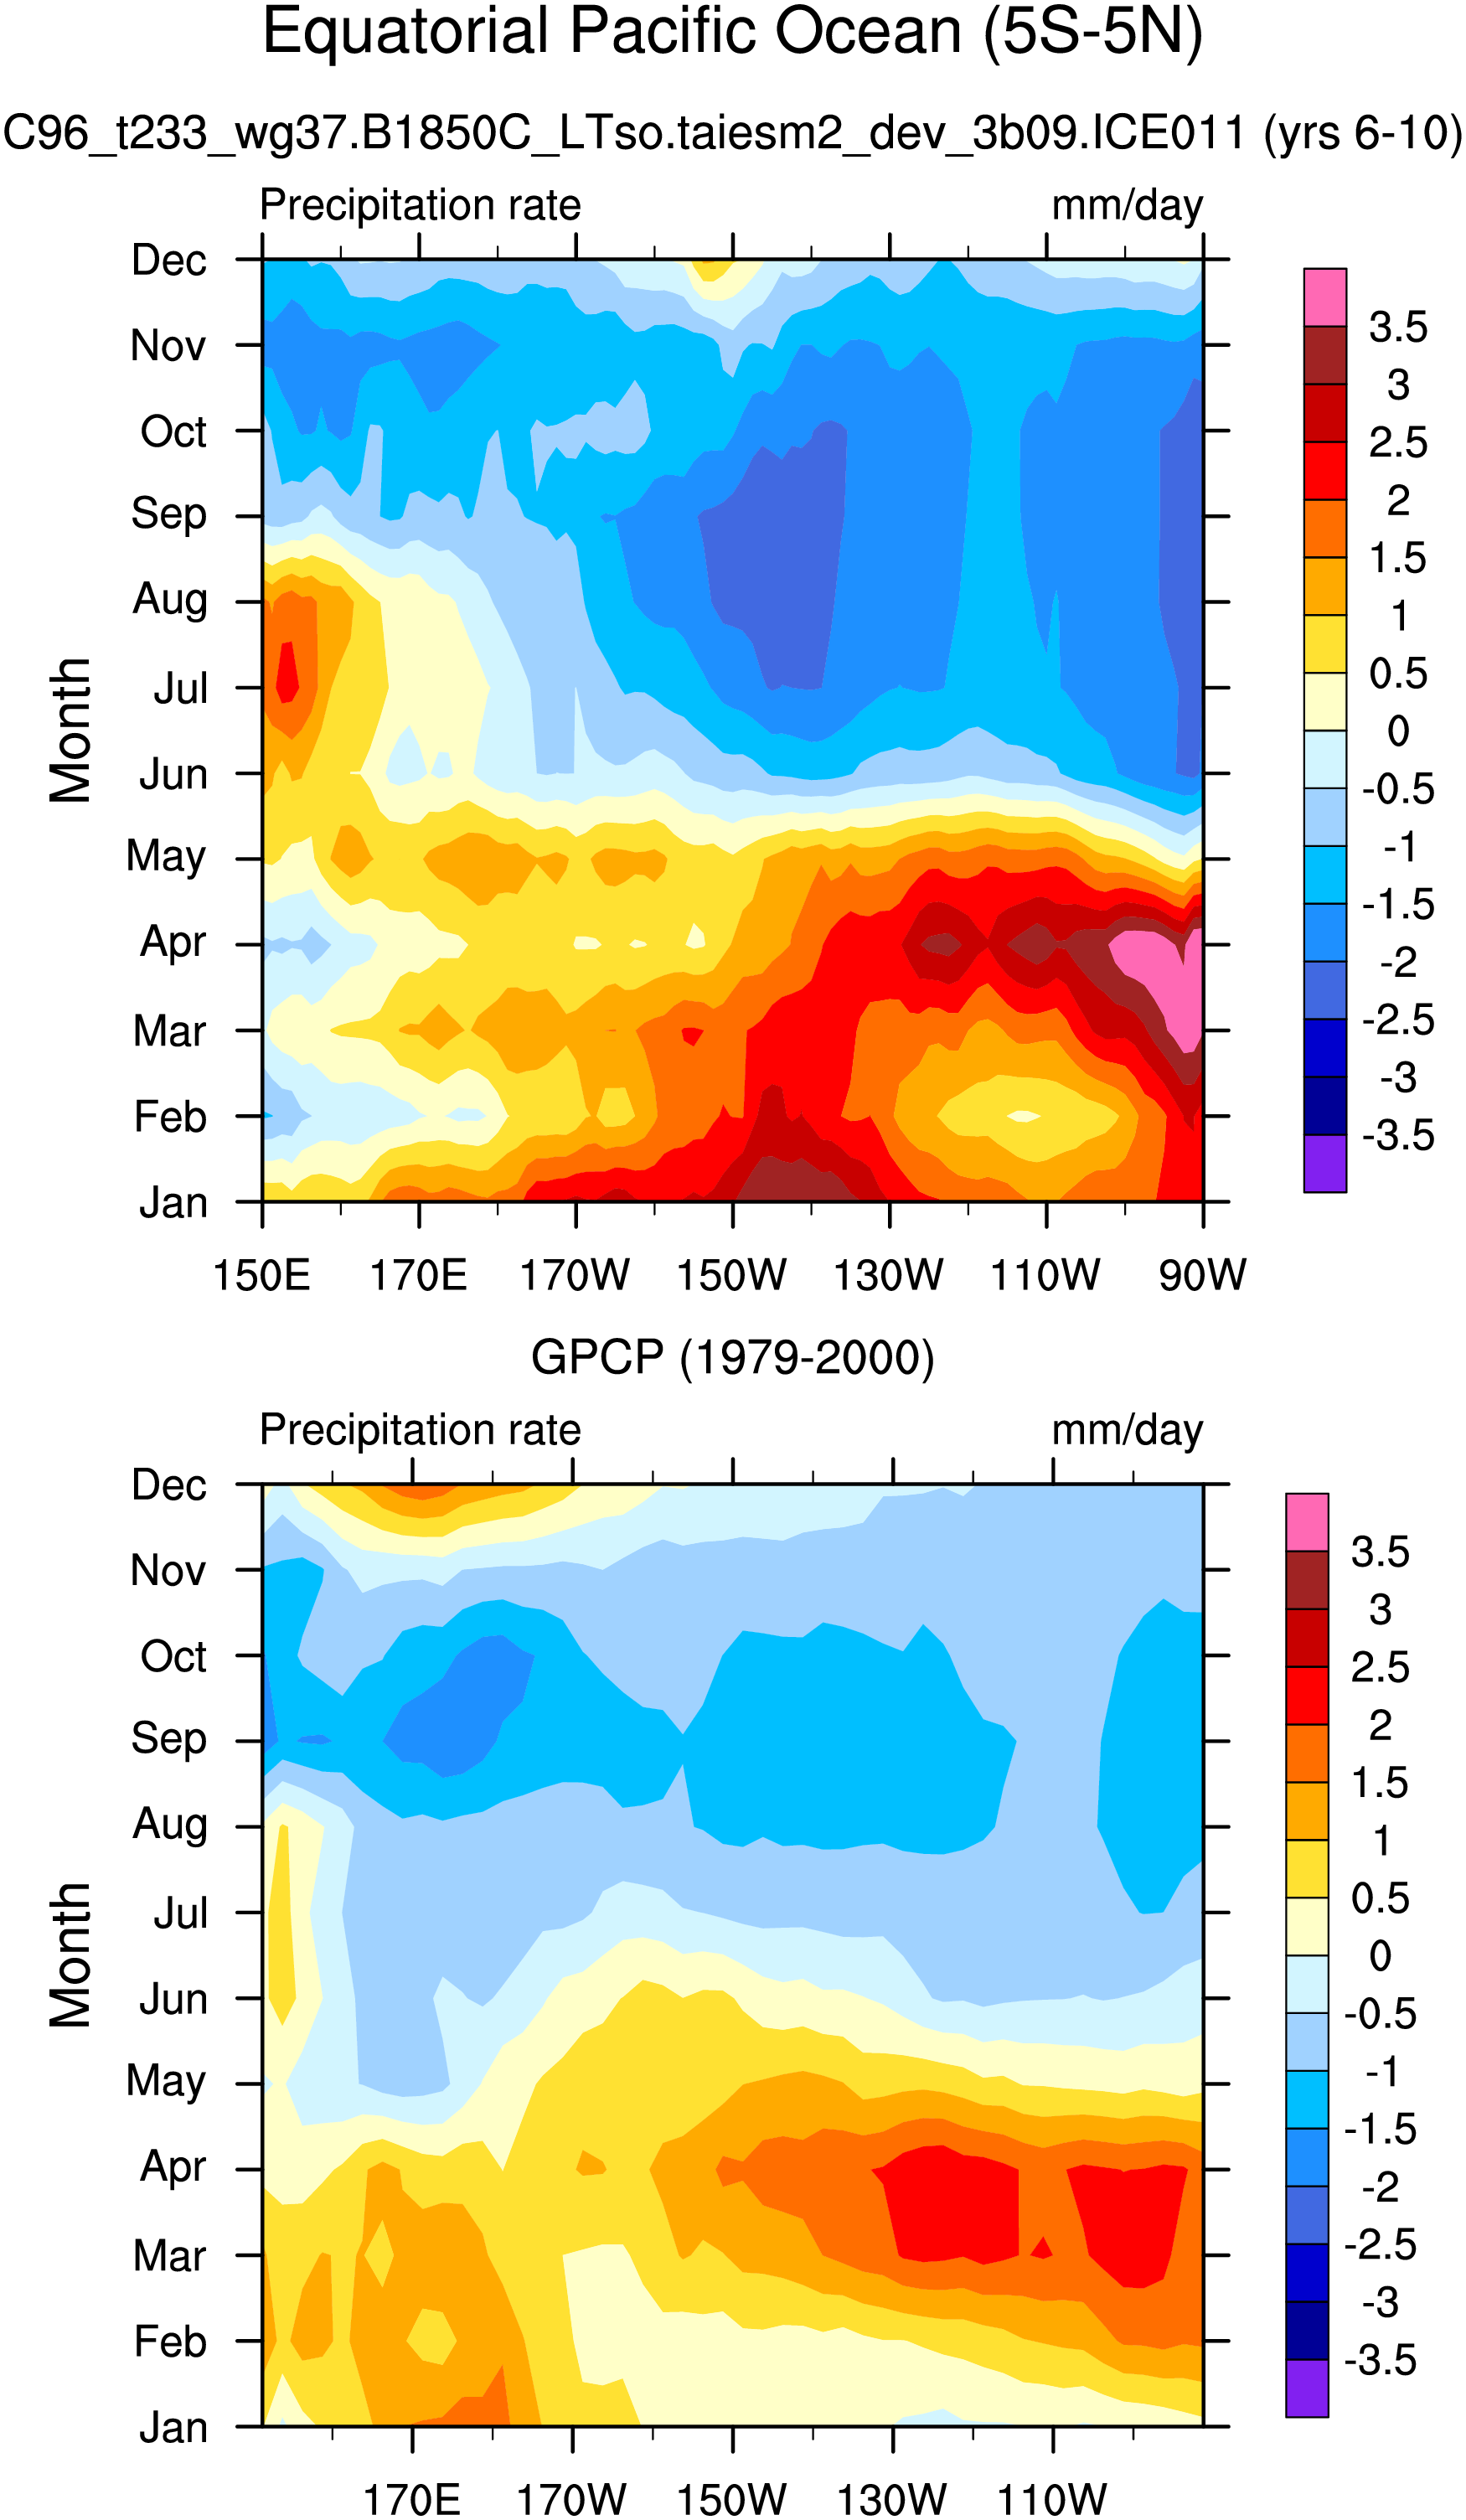 Equatorial Pacific Ocean (5S-5N)
C96_t233_wg37.B1850C_LTso.taiesm2_dev_3b09.ICE011 (yrs 6-10)
Precipitation rate mm/day
Dec
Nov
Oct
Sep
Aug
Jul
Jun
May
Apr
Mar
Feb
Jan
Month
150E 170E 170W 150W 130W 110W 90W
3.5
3
2.5
2
1.5
1
0.5
0
-0.5
-1
-1.5
-2
-2.5
-3
-3.5
GPCP (1979-2000)
Precipitation rate mm/day
Dec
Nov
Oct
Sep
Aug
Jul
Jun
May
Apr
Mar
Feb
Jan
Month
170E 170W 150W 130W 110W
3.5
3
2.5
2
1.5
1
0.5
0
-0.5
-1
-1.5
-2
-2.5
-3
-3.5